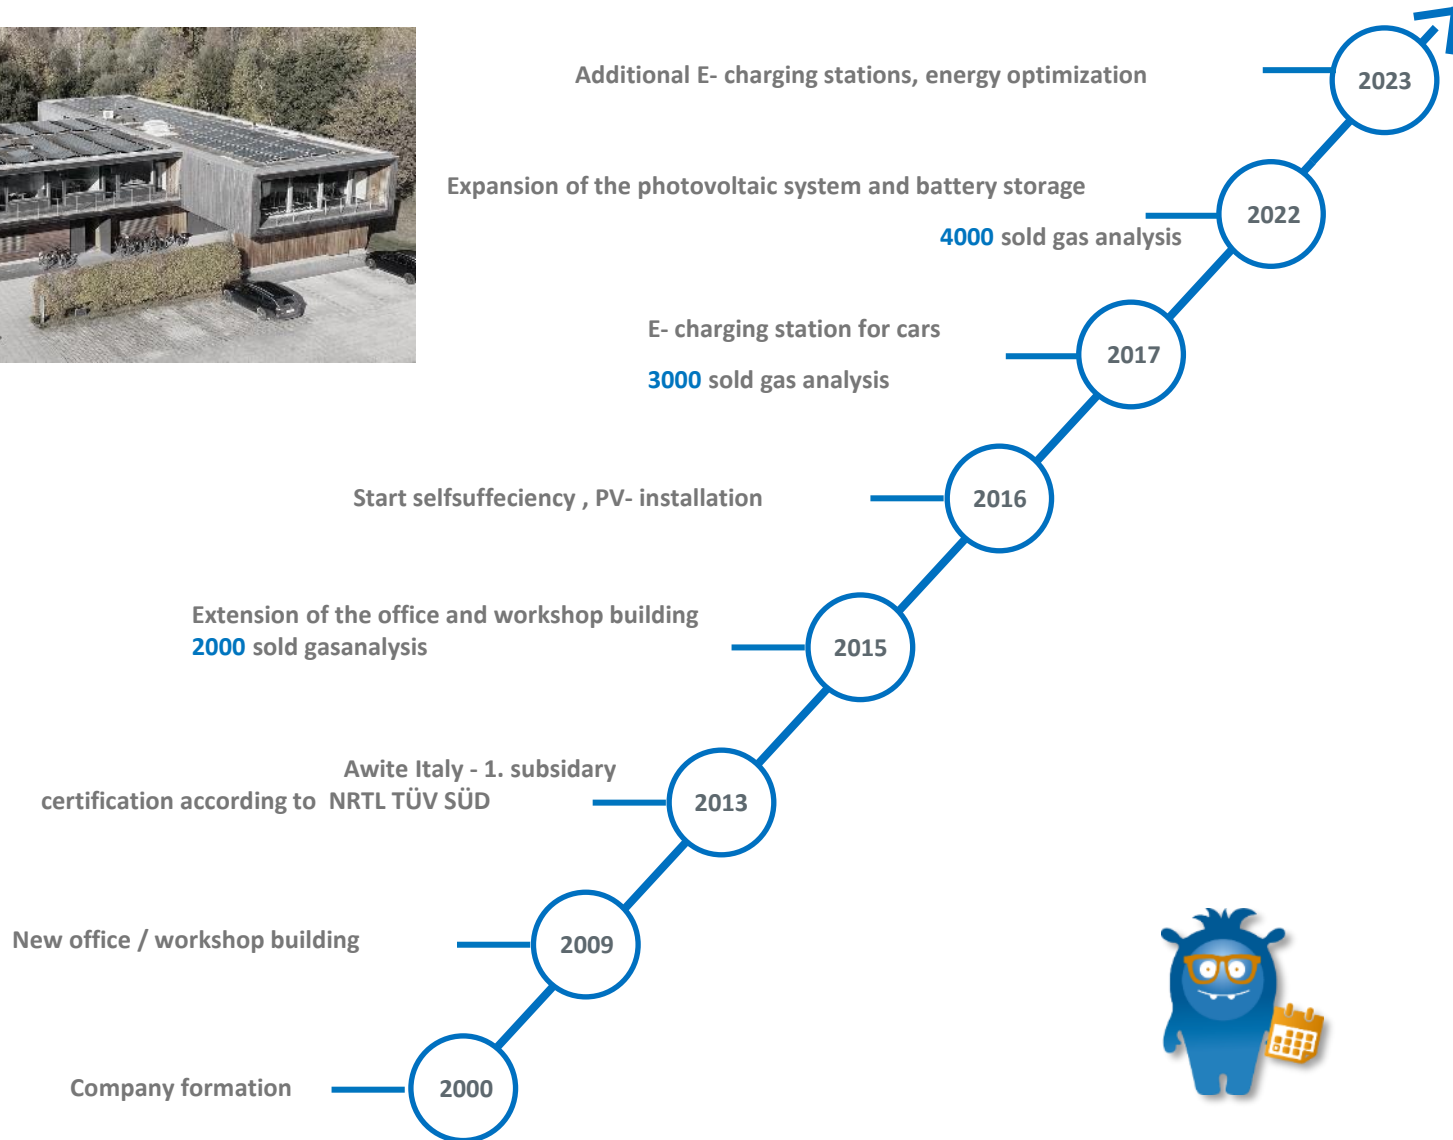 Additional E- charging stations, energy optimization
2023
Expansion of the photovoltaic system and battery storage
2022
4000 sold gas analysis
E- charging station for cars
2017
3000 sold gas analysis
Start selfsuffeciency , PV- installation
2016
Extension of the office and workshop building
2000 sold gasanalysis
2015
Awite Italy - 1. subsidary
certification according to NRTL TÜV SÜD
2013
New office / workshop building
2009
Company formation
2000